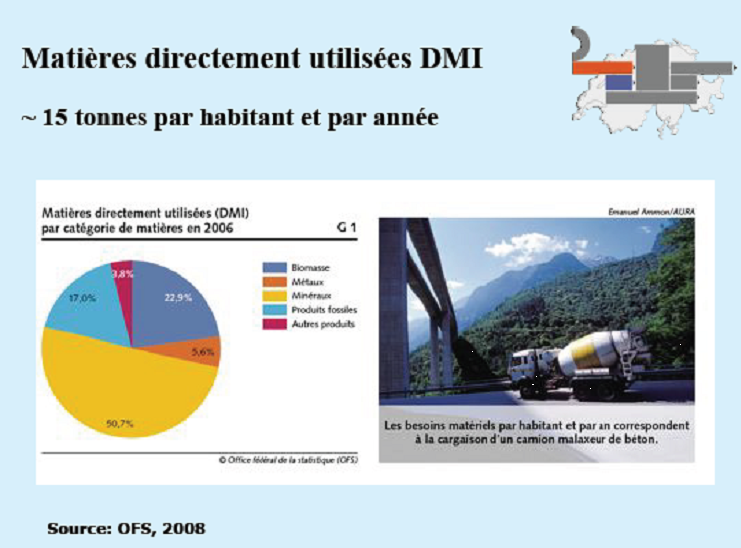 Matières directement utilisées DMI
~ 15 tonnes par habitant et par année
Matières directement utilisées (DMI)
par catégorie de matières en 2006 G 1
Biomasse
Métaux
Minéraux
Produits fossiles
Autres produits
3,8%
17,0%
22,9%
5,6%
50,7%
© Office fédéral de la statistique (OFS)
Emanuel Ammon/AURA
Les besoins matériels par habitant et par an correspondent
à la cargaison d'un camion malaxeur de béton.
Source: OFS, 2008